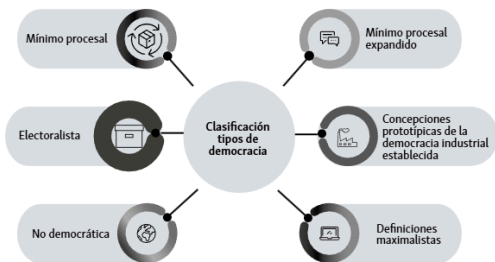 Mínimo procesal
Mínimo procesal
expandido
Electoralista
Clasificación
tipos de
democracia
Concepciones
prototípicas de la
democracia industrial
establecida
No democrática
Definiciones
maximalistas